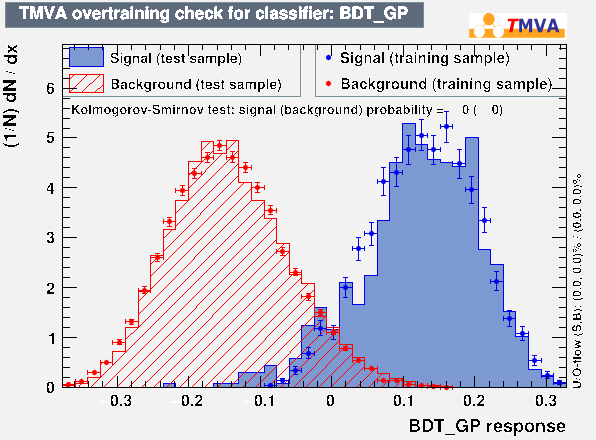 TMVA overtraining check for classifier: BDT_GP
TMVA
Signal (test sample)
Signal (training sample)
Background (test sample)
Background (training sample)
Kolmogorov-Smirnov test: signal (background) probability = 0 ( 0)
(1/N) dN / dx
6
5
4
3
2
1
0
U/O-flow (S,B): (0.0, 0.0)% / (0.0, 0.0)%
-0.3 -0.2 -0.1 0 0.1 0.2 0.3
BDT_GP response